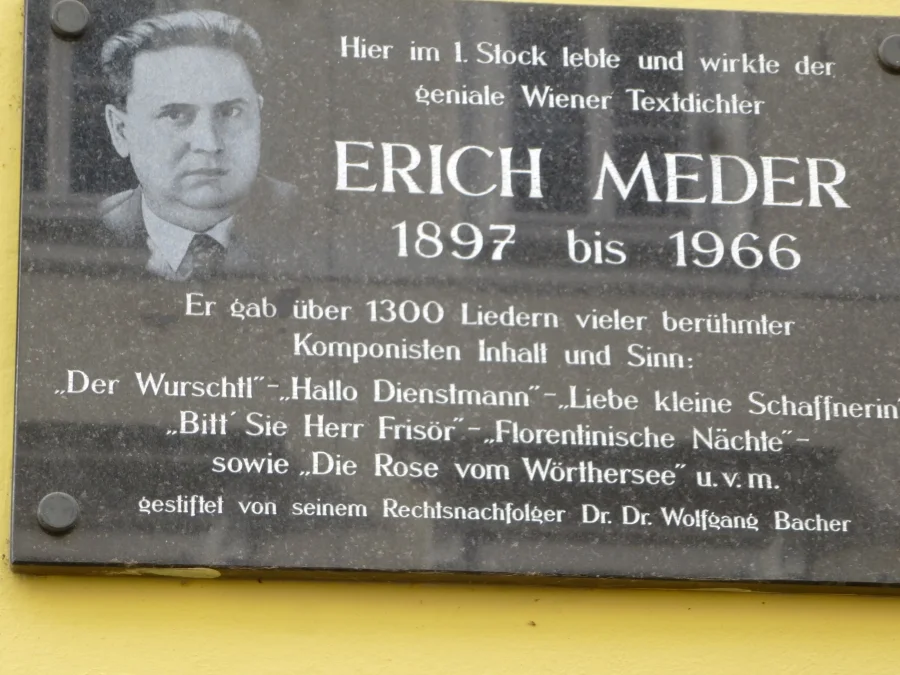 Hier im 1. Stock lebte und wirkte der
geniale Wiener Textdichter
ERICH MEDER
1897 bis 1966
Er gab über 1300 Liedern vieler berühmter
Komponisten Inhalt und Sinn:
„Der Wurschtl"-„Hallo Dienstmann"-„Liebe kleine Schaffnerin"
„Bitt´ Sie Herr Frisör"-„Florentinische Nächte"-
sowie „Die Rose vom Wörthersee" u.v.m.
gestiftet von seinem Rechtsnachfolger Dr. Dr. Wolfgang Bacher